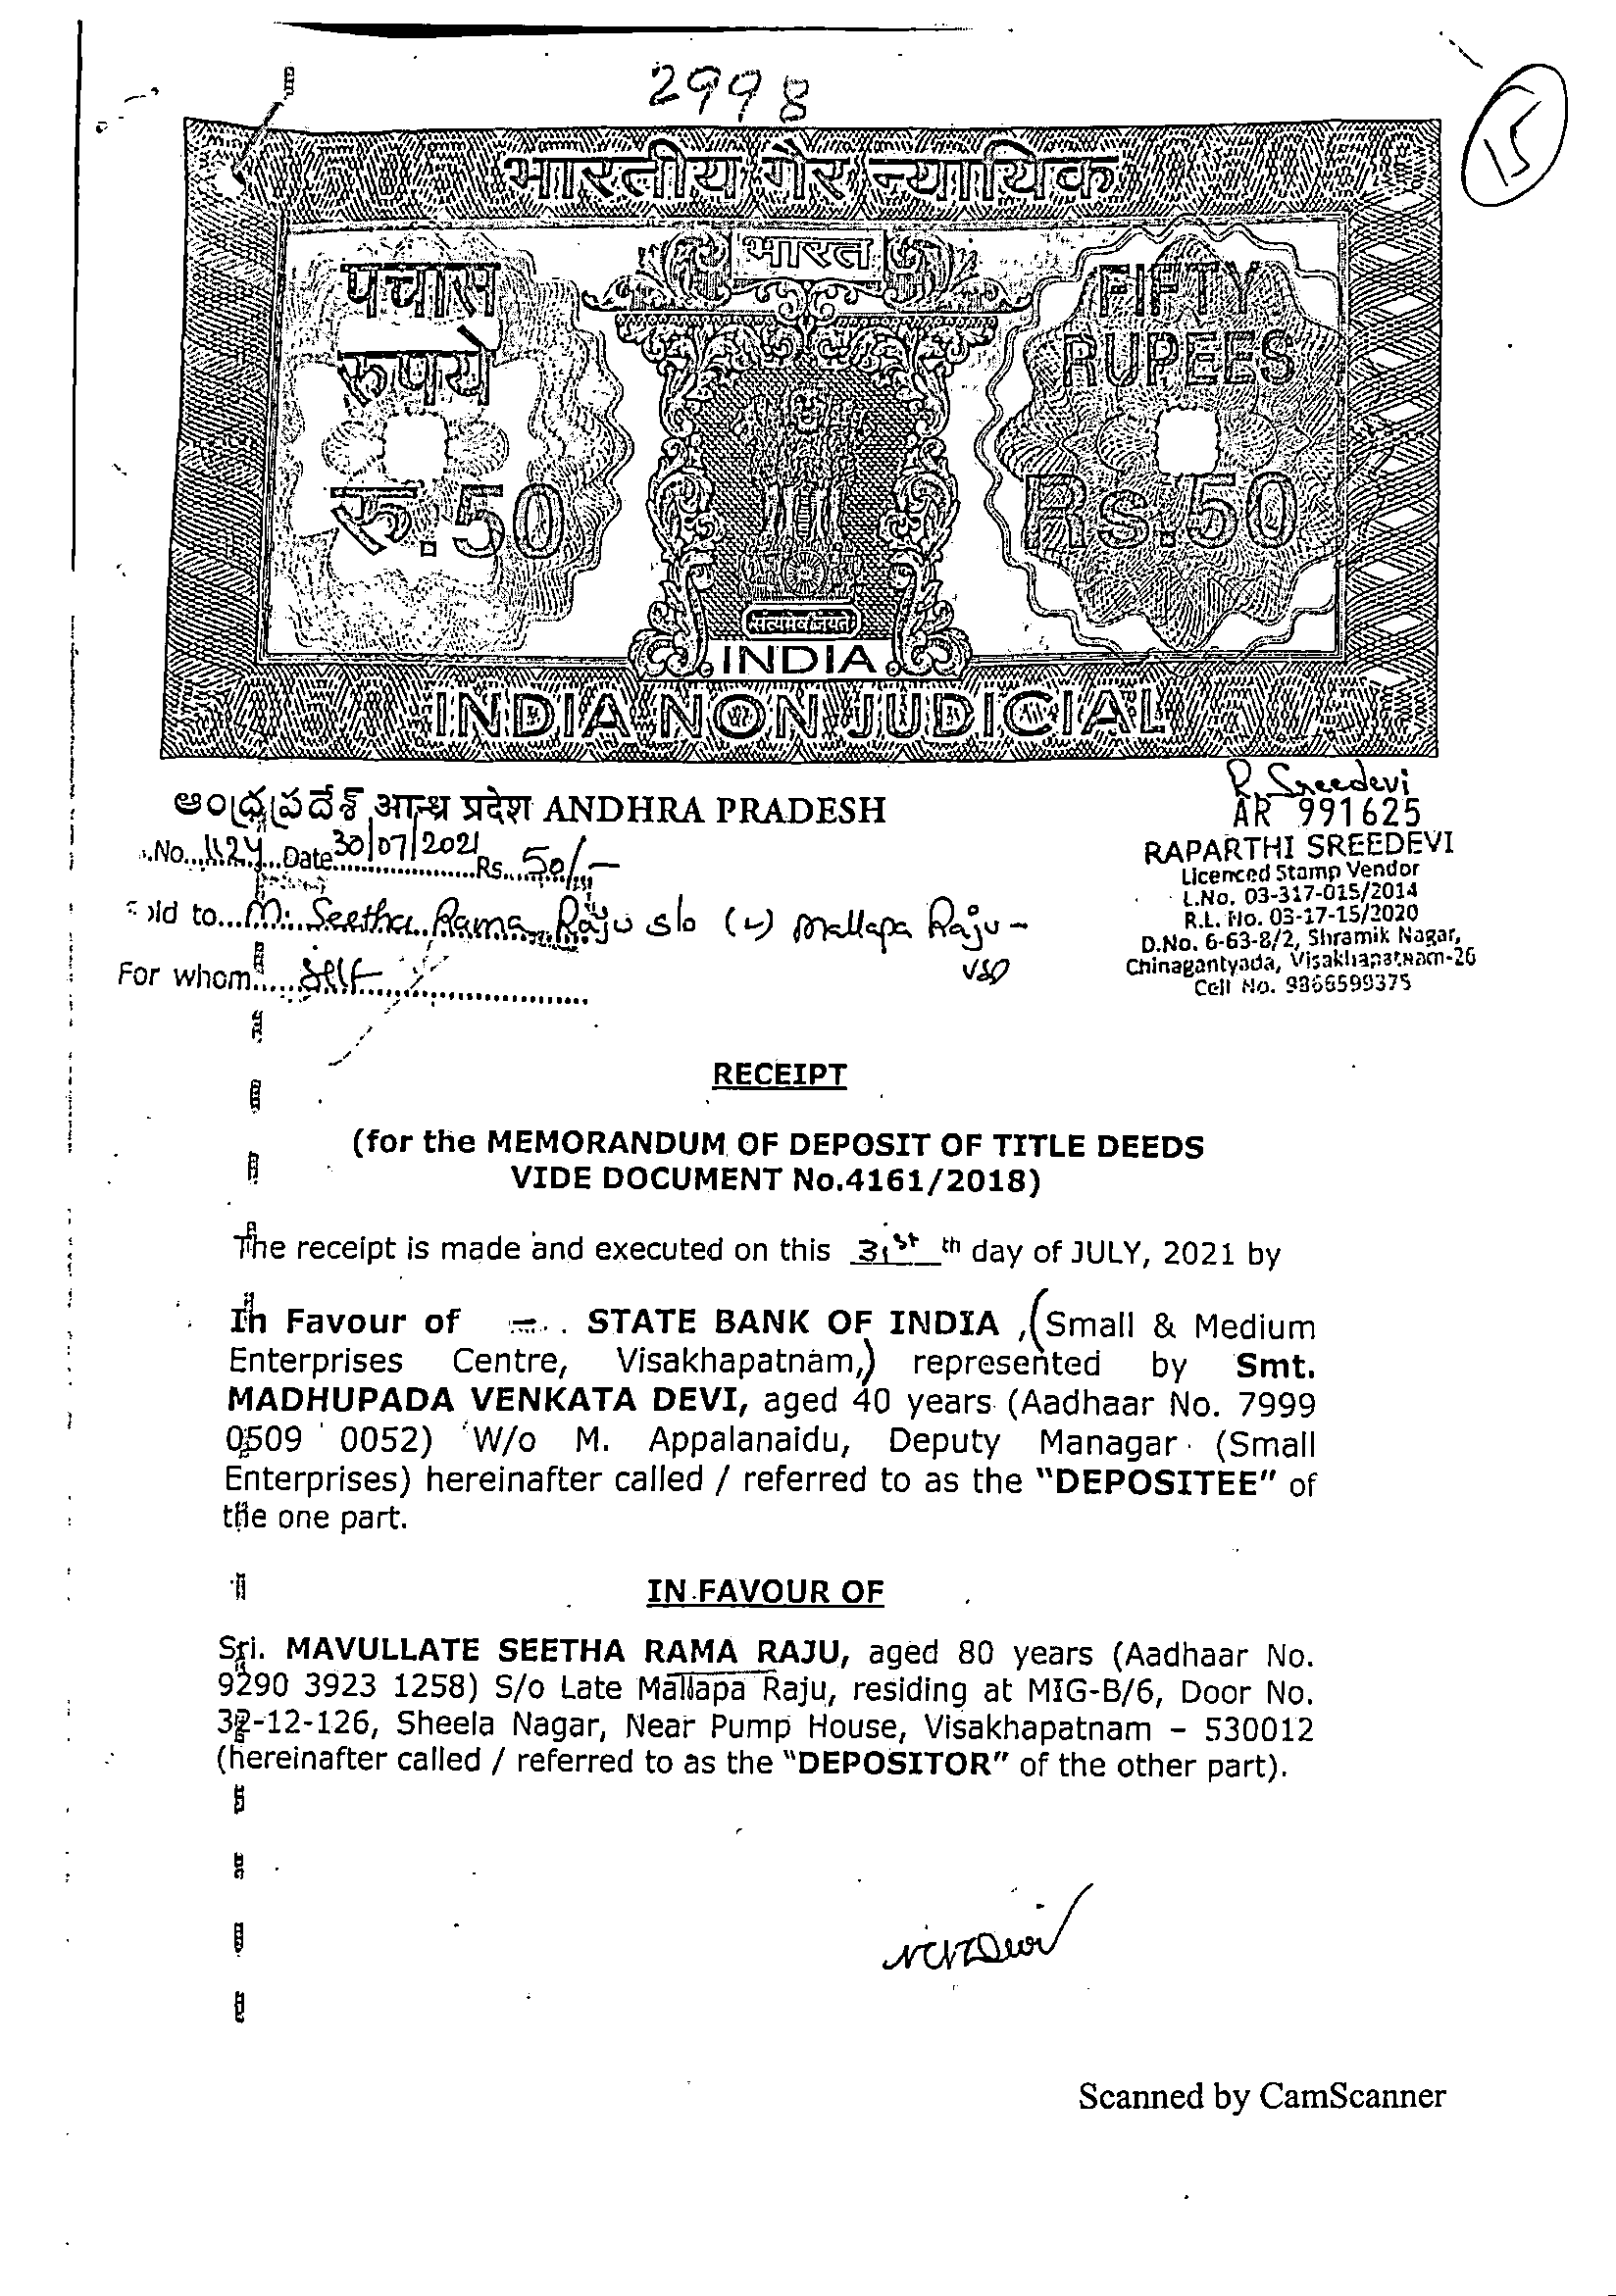 2998
15
भारतीय गैर न्यायिक
भारत
पचास
रुपये
रू.50
FIFTY
RUPEES
Rs.50
सत्यमेव जयते
INDIA
INDIA NON JUDICIAL
ఆంధ్రప్రదేశ్ आन्ध्र प्रदेश ANDHRA PRADESH
R. Sreedevi
AR 991625
RAPARTHI SREEDEVI
Licenced Stamp Vendor
L.No. 03-317-015/2014
R.L. No. 03-17-15/2020
D.No. 6-63-8/2, Shramik Nagar,
Chinagantyada, Visakhapatnam-26
Cell No. 9866599375
No. 1124 Date 30/07/2021 Rs. 50/-
old to... M. Seetha Rama Raju s/o (L) Mallapa Raju -
For whom..... Self VSP
RECEIPT
(for the MEMORANDUM OF DEPOSIT OF TITLE DEEDS
VIDE DOCUMENT No.4161/2018)
The receipt is made and executed on this 31st th day of JULY, 2021 by
In Favour of STATE BANK OF INDIA ,(Small & Medium
Enterprises Centre, Visakhapatnam,) represented by Smt.
MADHUPADA VENKATA DEVI, aged 40 years (Aadhaar No. 7999
0509 0052) W/o M. Appalanaidu, Deputy Managar (Small
Enterprises) hereinafter called / referred to as the "DEPOSITEE" of
the one part.
IN FAVOUR OF
Sri. MAVULLATE SEETHA RAMA RAJU, aged 80 years (Aadhaar No.
9290 3923 1258) S/o Late Mallapa Raju, residing at MIG-B/6, Door No.
32-12-126, Sheela Nagar, Near Pump House, Visakhapatnam – 530012
(hereinafter called / referred to as the "DEPOSITOR" of the other part).
Scanned by CamScanner